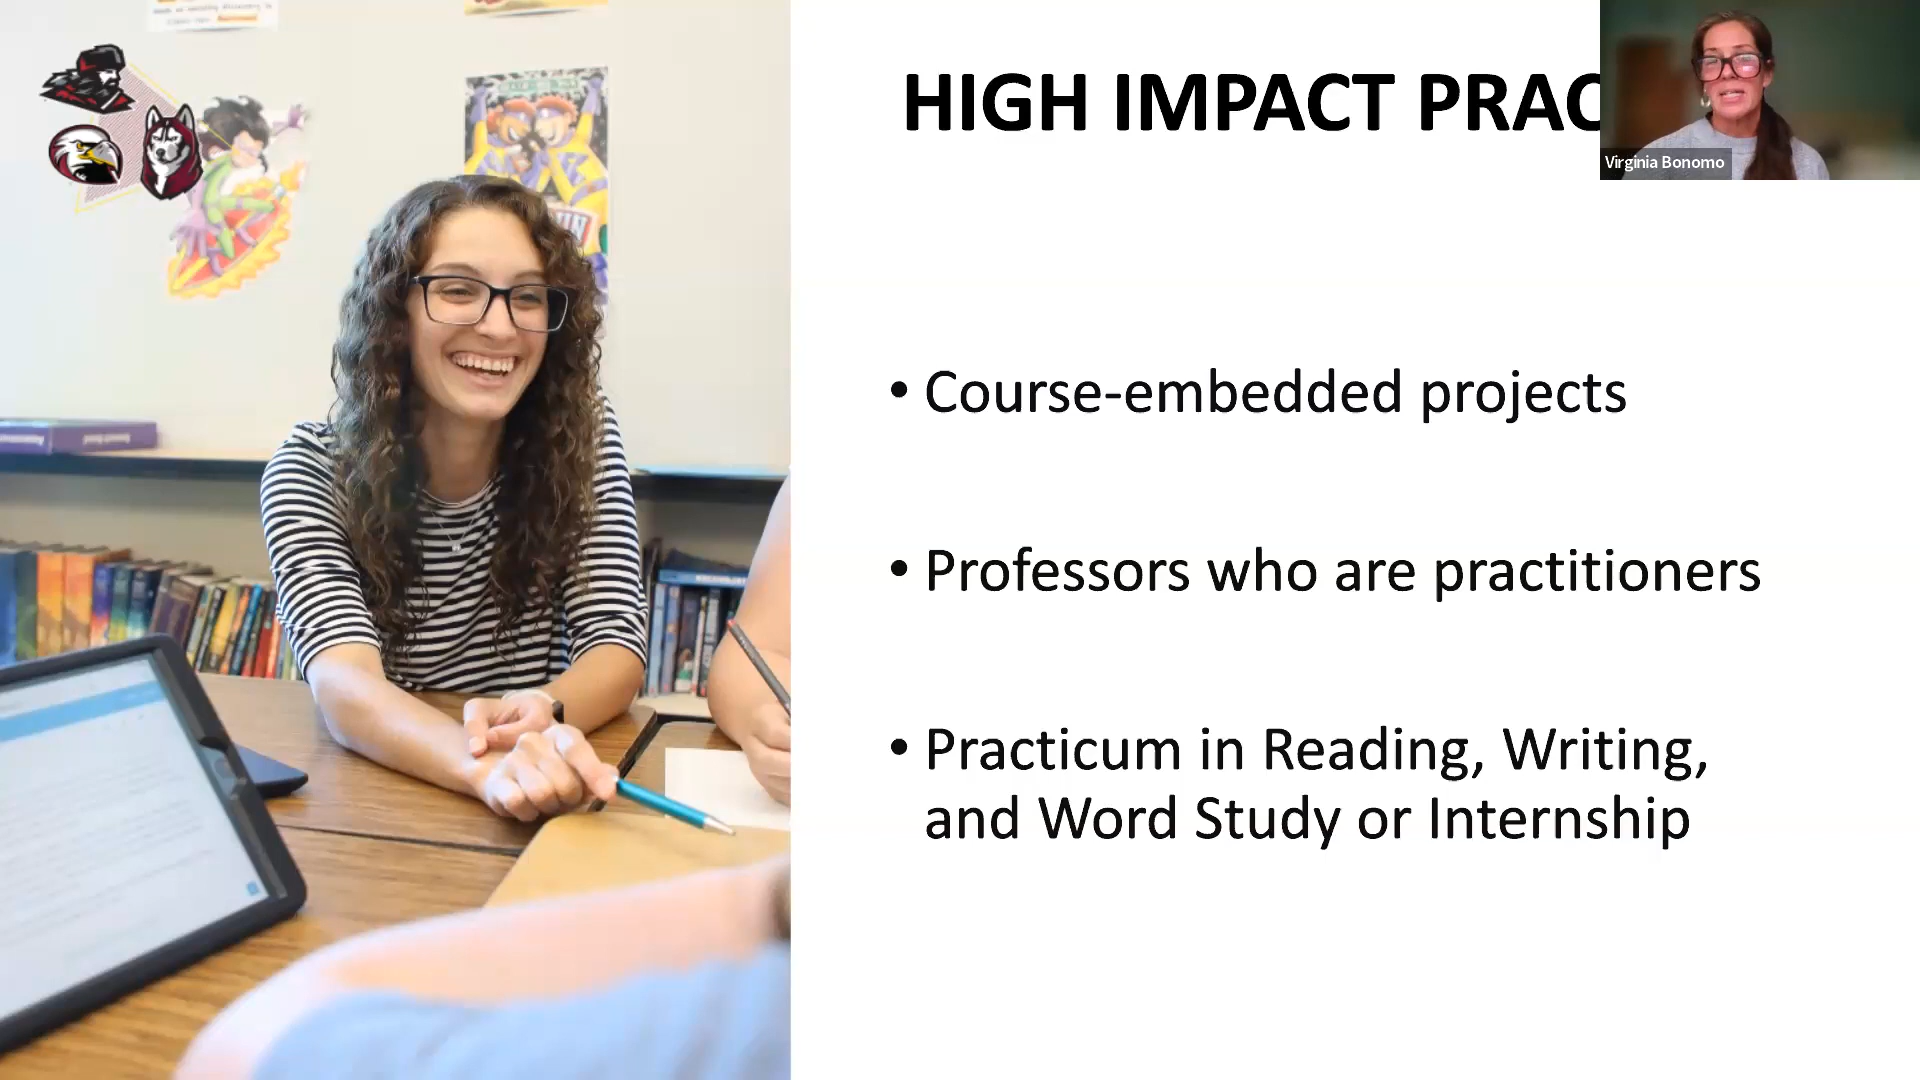 HIGH IMPACT PRAC
Virginia Bonomo
• Course-embedded projects
• Professors who are practitioners
• Practicum in Reading, Writing,
and Word Study or Internship